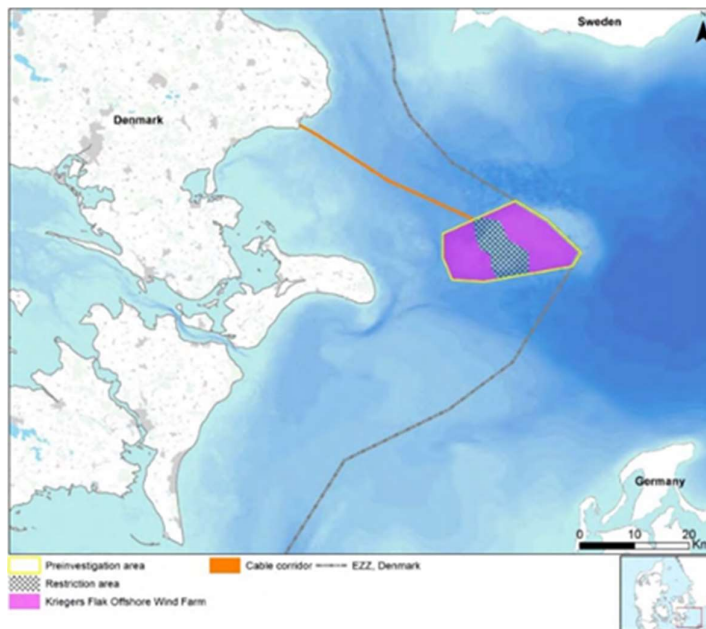 Sweden
Denmark
Germany
0 10 20
Km
Preinvestigation area
Cable corridor
EZZ, Denmark
Restriction area
Kriegers Flak Offshore Wind Farm